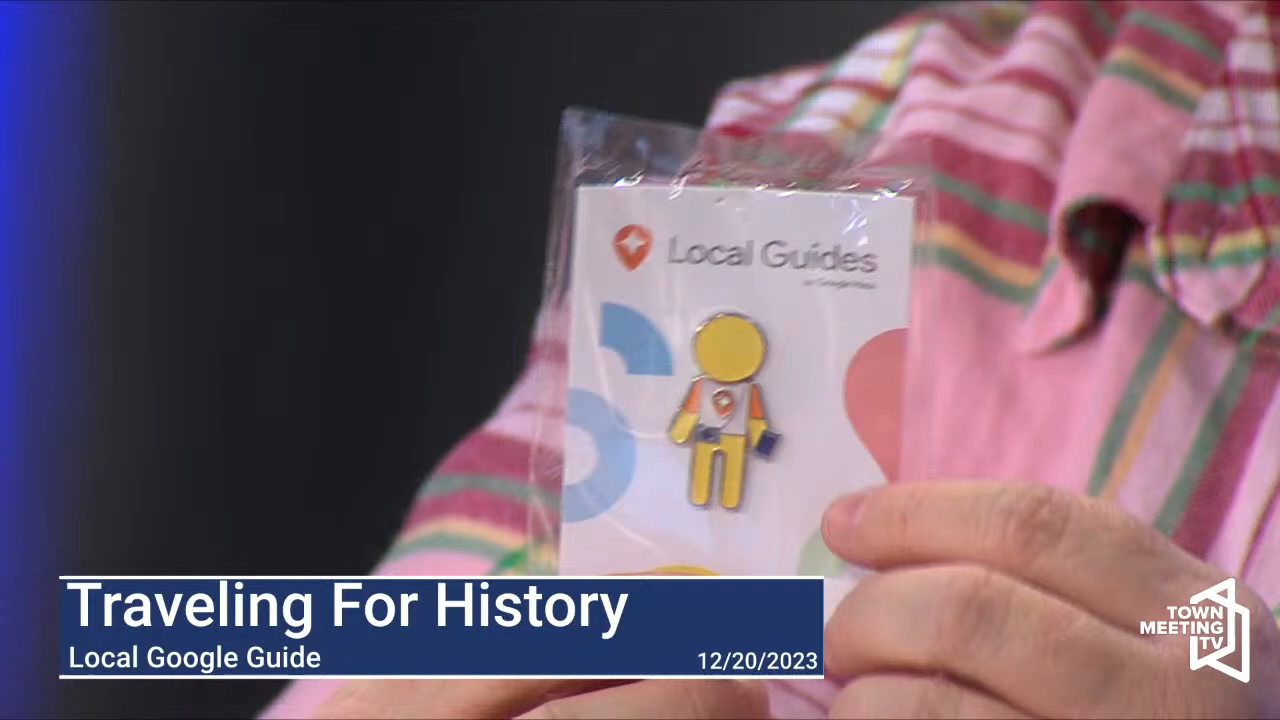 Local Guides
Traveling For History
Local Google Guide
12/20/2023
TOWN
MEETING
TV